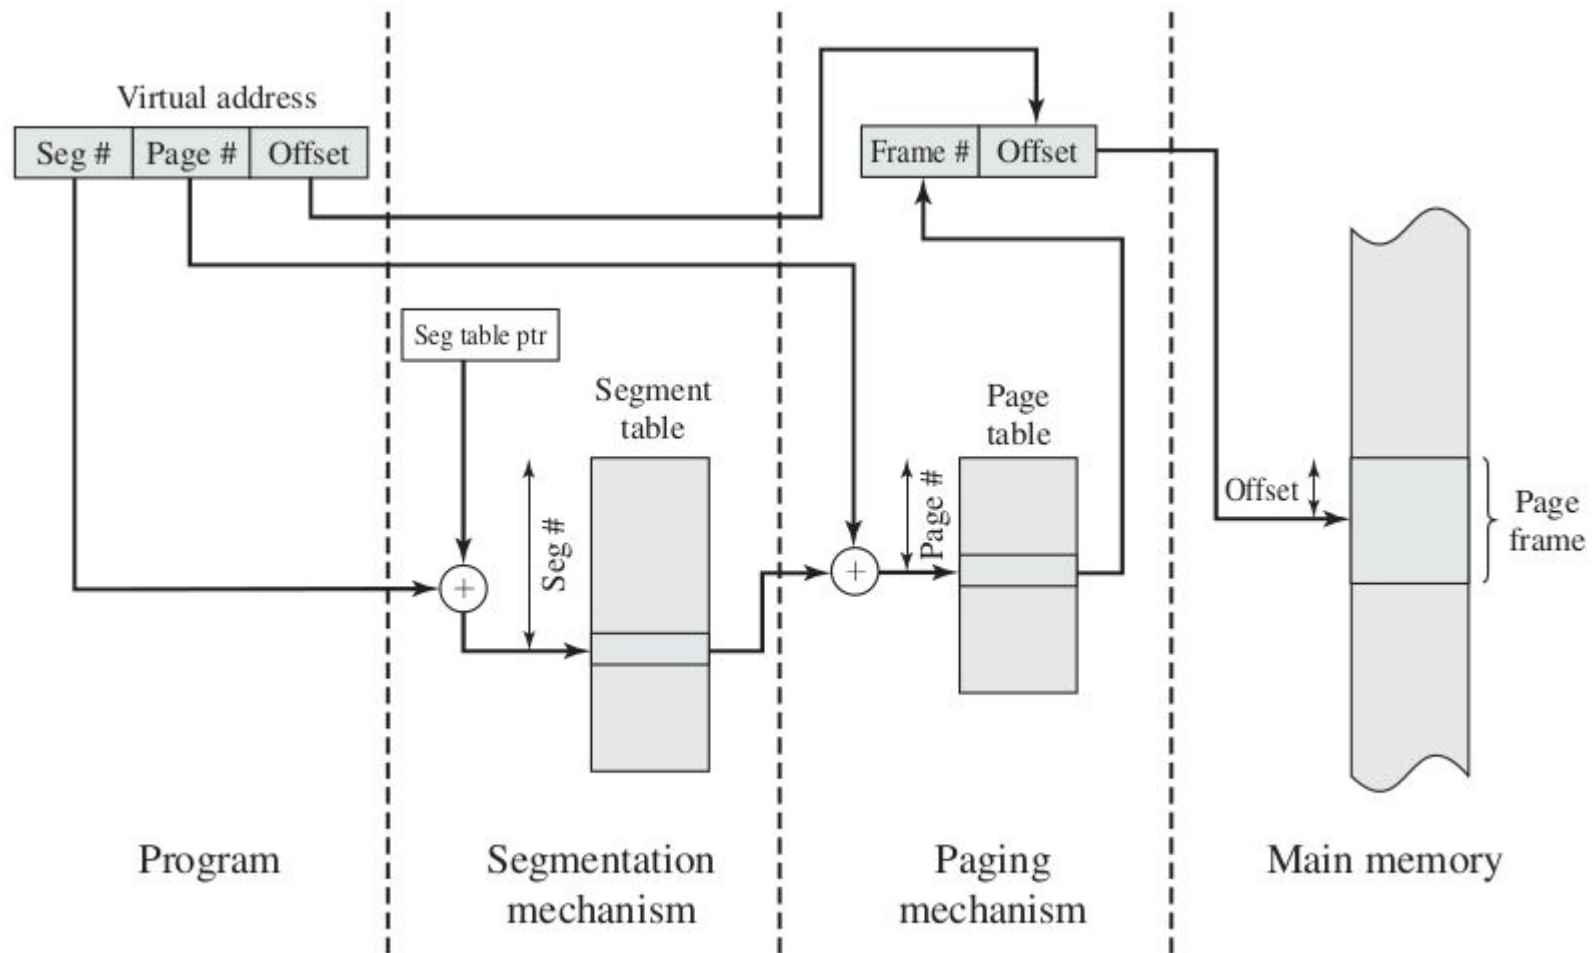 Virtual address
Seg #
Page #
Offset
Frame #
Offset
Seg table ptr
Segment
table
Seg #
+
Page
table
Page #
+
Offset
Page
frame
Program
Segmentation
mechanism
Paging
mechanism
Main memory